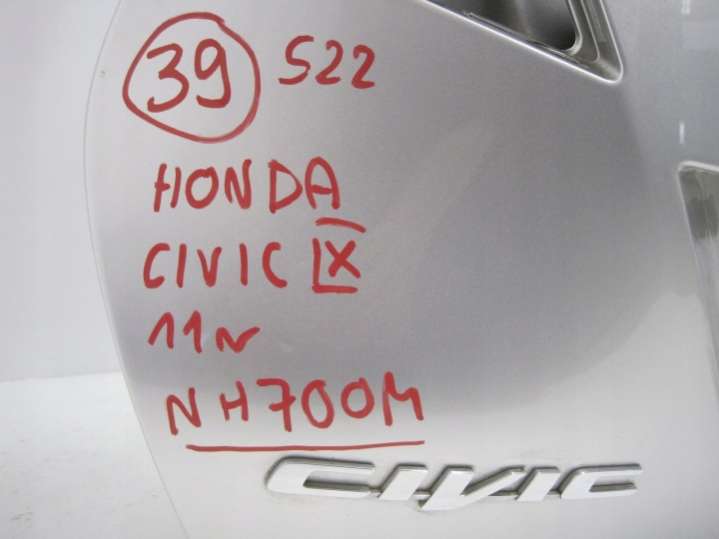 39 S22
HONDA
CIVIC IX
11r
NH700M
CIVIC